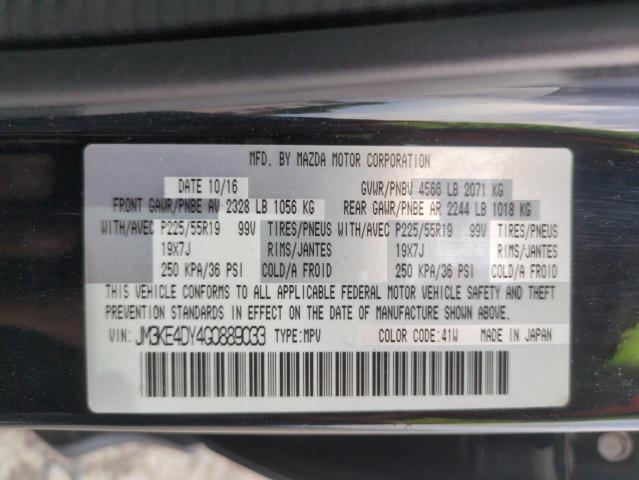 MFD. BY MAZDA MOTOR CORPORATION
DATE 10/16 GVWR/PNBV 4566 LB 2071 KG
FRONT GAWR/PNBE AV 2328 LB 1056 KG REAR GAWR/PNBE AR 2244 LB 1018 KG
WITH/AVEC P225/55R19 99V TIRES/PNEUS WITH/AVEC P225/55R19 99V TIRES/PNEUS
19X7J RIMS/JANTES 19X7J RIMS/JANTES
250 KPA/36 PSI COLD/A FROID 250 KPA/36 PSI COLD/A FROID
THIS VEHICLE CONFORMS TO ALL APPLICABLE FEDERAL MOTOR VEHICLE SAFETY AND THEFT
PREVENTION STANDARDS IN EFFECT ON THE DATE OF MANUFACTURE SHOWN ABOVE.
VIN: JM3KE4DY4G0889033 TYPE:MPV COLOR CODE:41W MADE IN JAPAN